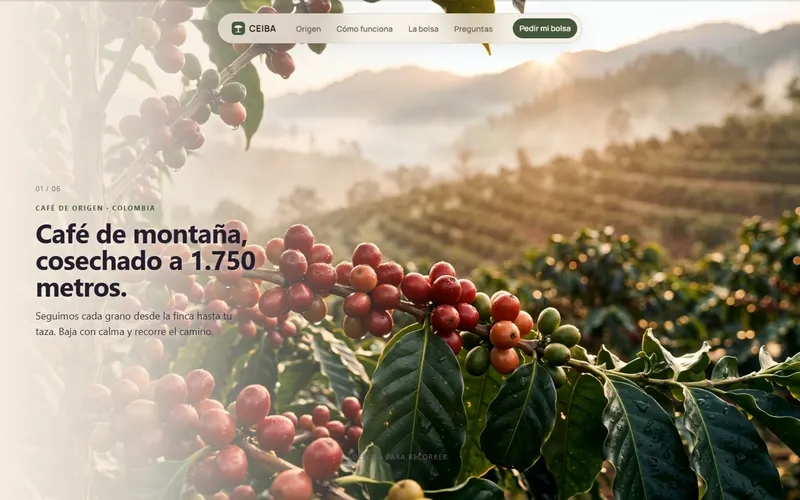 CEIBA
Origen
Cómo funciona
La bolsa
Preguntas
Pedir mi bolsa
01 / 06
CAFÉ DE ORIGEN · COLOMBIA
Café de montaña,
cosechado a 1.750
metros.
Seguimos cada grano desde la finca hasta tu
taza. Baja con calma y recorre el camino.
PARA RECORRER